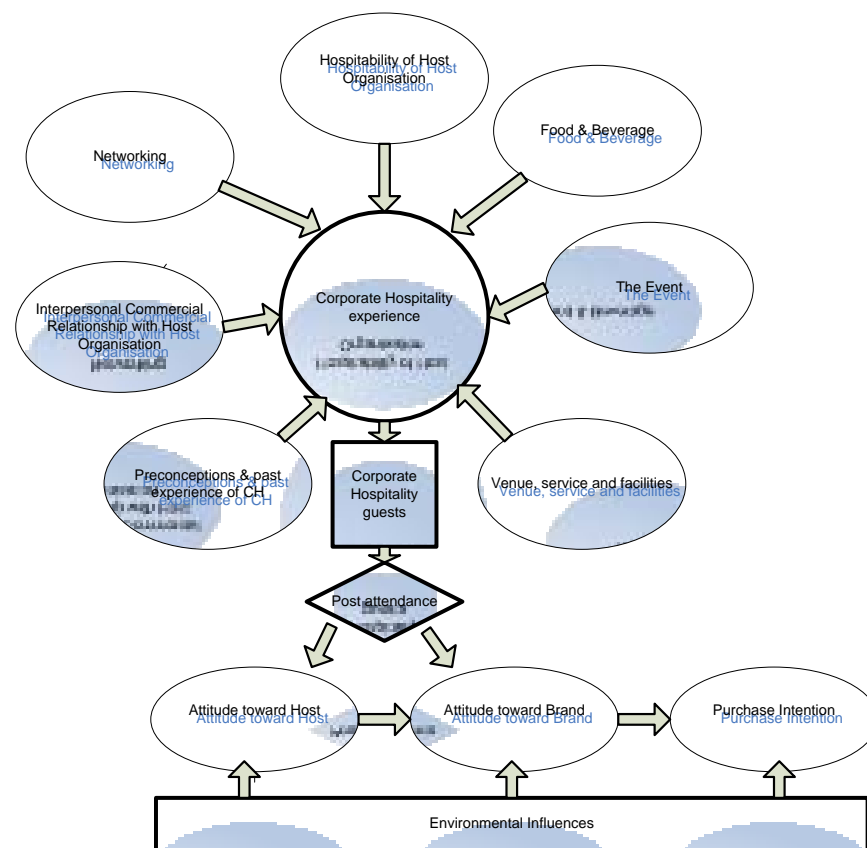 Hospitability of Host
Organisation
Food & Beverage
Networking
The Event
Corporate Hospitality
experience
Interpersonal Commercial
Relationship with Host
Organisation
Preconceptions & past
experience of CH
Corporate
Hospitality
guests
Venue, service and facilities
Post attendance
Attitude toward Host
Attitude toward Brand
Purchase Intention
Environmental Influences